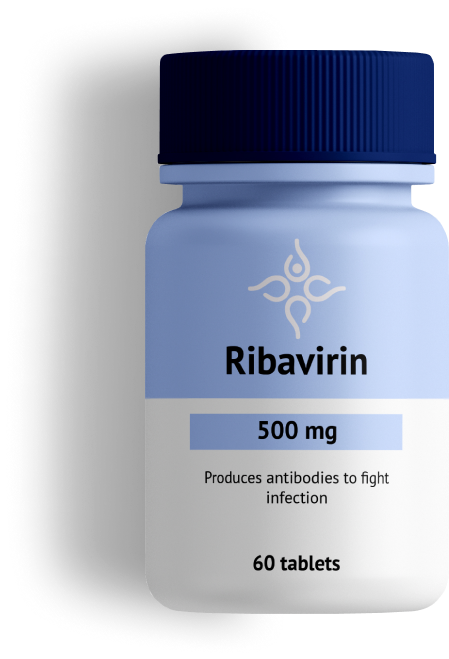 Ribavirin
500 mg
Produces antibodies to fight
infection
60 tablets